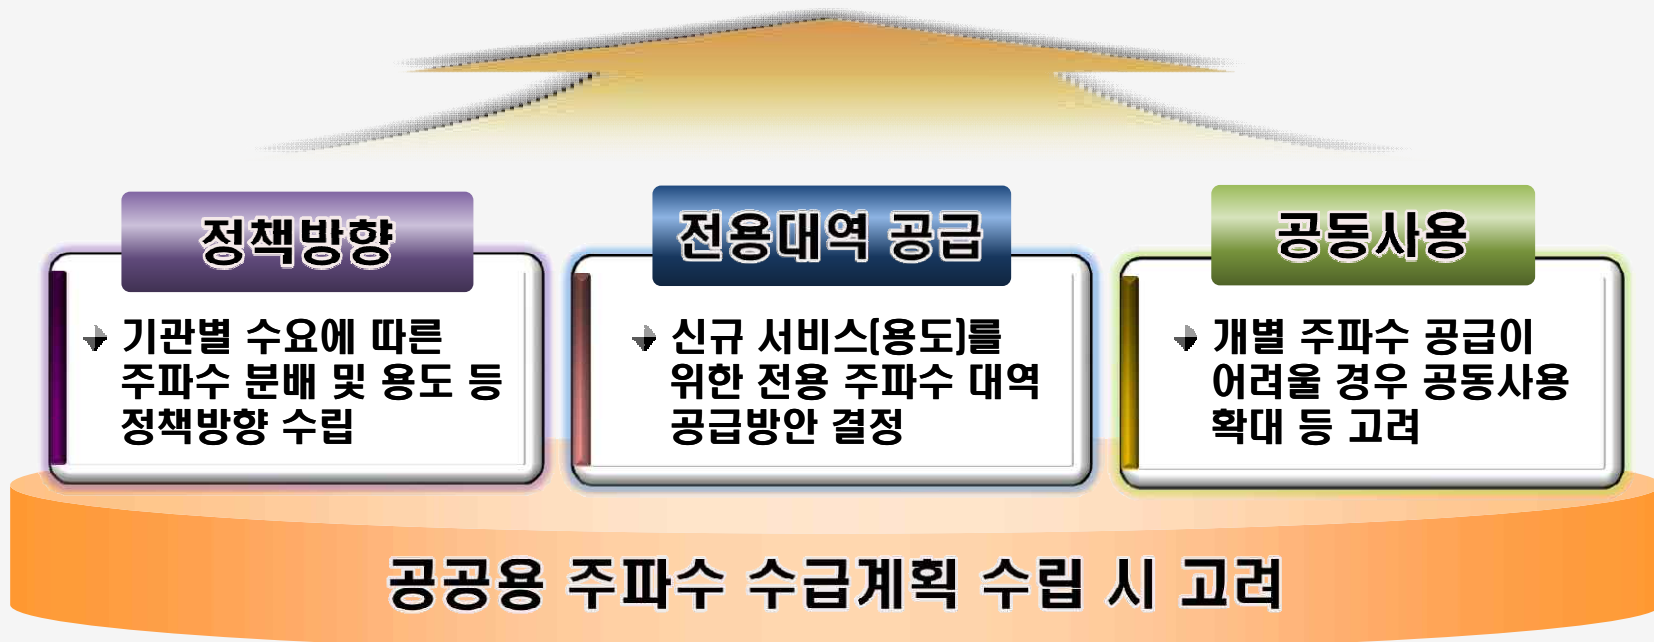 정책방향
기관별 수요에 따른
주파수 분배 및 용도 등
정책방향 수립
전용대역 공급
신규 서비스(용도)를
위한 전용 주파수 대역
공급방안 결정
공동사용
개별 주파수 공급이
어려울 경우 공동사용
확대 등 고려
공공용 주파수 수급계획 수립 시 고려